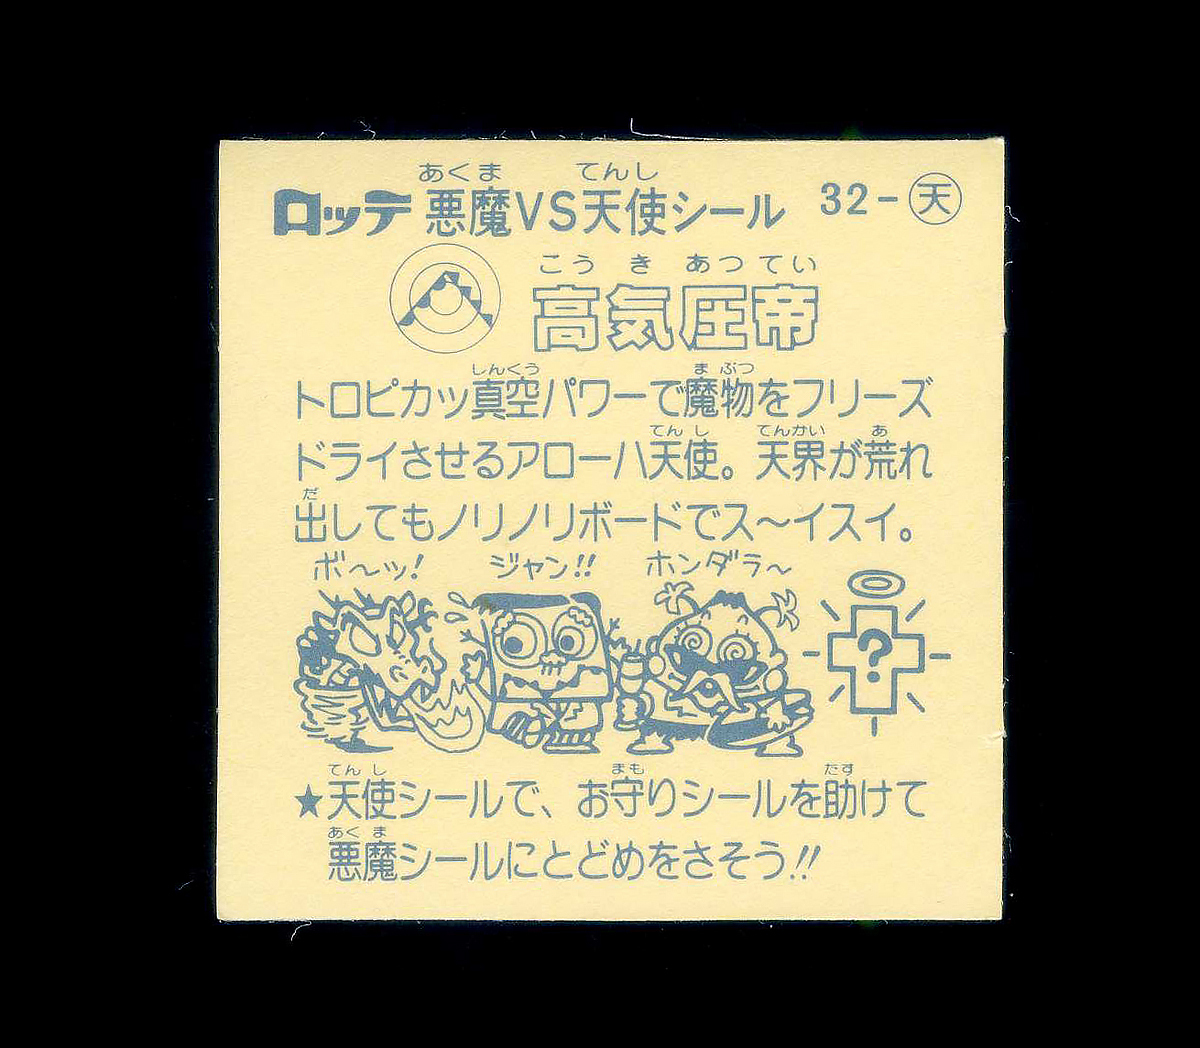 あくま てんし
ロッテ 悪魔VS天使シール 32-天
こうきあつてい
高気圧帝
しんくう まぶつ
トロピカッ真空パワーで魔物をフリーズ
てんし てんかい あ
ドライさせるアローハ天使。天界が荒れ
だ
出してもノリノリボードでス〜イスイ。
ボ〜ッ! ジャン!! ホンダラ〜
?
てんし まも たす
★天使シールで、お守りシールを助けて
あくま
悪魔シールにとどめをさそう!!